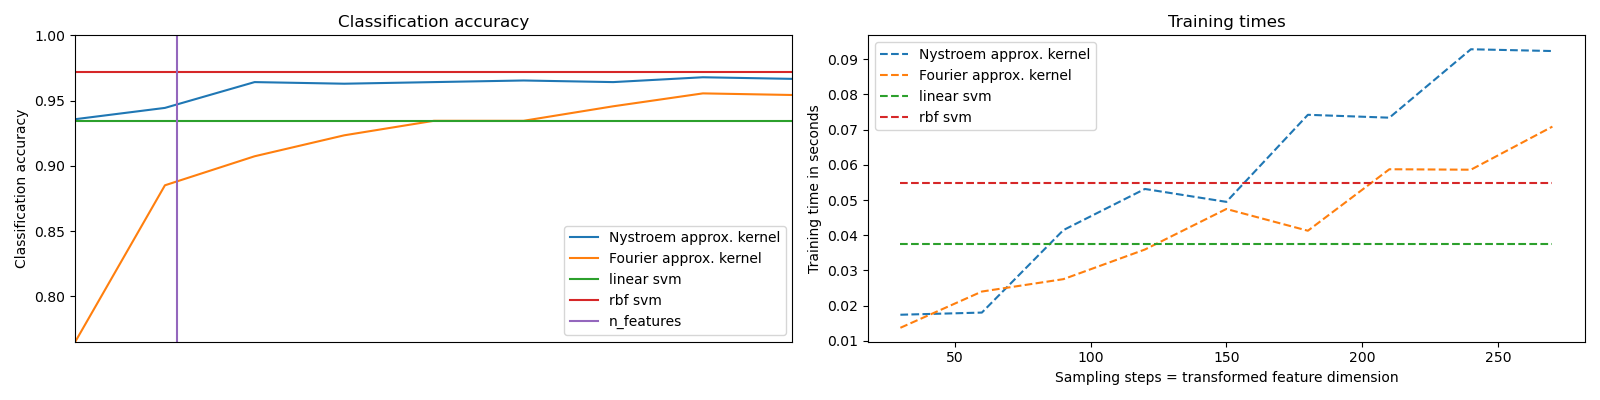 Classification accuracy
Classification accuracy
1.00
0.95
0.90
0.85
0.80
Nystroem approx. kernel
Fourier approx. kernel
linear svm
rbf svm
n_features
Training times
Training time in seconds
0.09
0.08
0.07
0.06
0.05
0.04
0.03
0.02
0.01
Nystroem approx. kernel
Fourier approx. kernel
linear svm
rbf svm
50 100 150 200 250
Sampling steps = transformed feature dimension